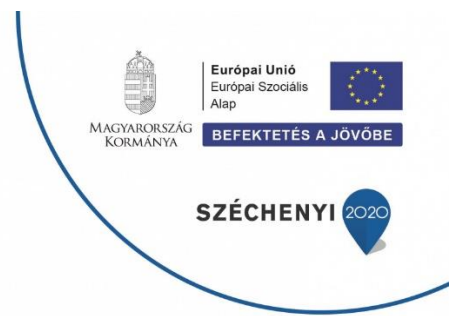 Európai Unió
Európai Szociális
Alap
MAGYARORSZÁG
KORMÁNYA
BEFEKTETÉS A JÖVŐBE
SZÉCHENYI 2020